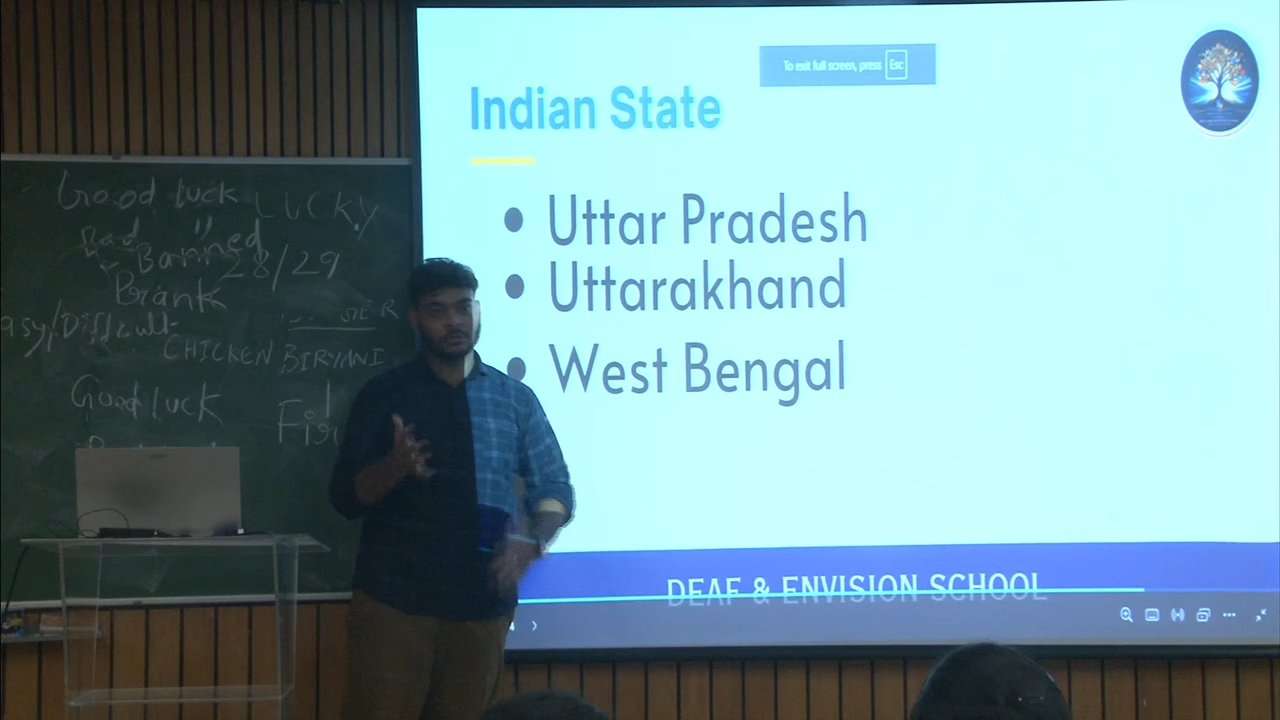 Good luck LUCKY
Bad "
Banned
28/29
Prank
asy/Difficult
CHICKEN BIRYANI
Good luck
To exit full screen, press Esc
Indian State
• Uttar Pradesh
• Uttarakhand
• West Bengal
DEAF & ENVISION SCHOOL